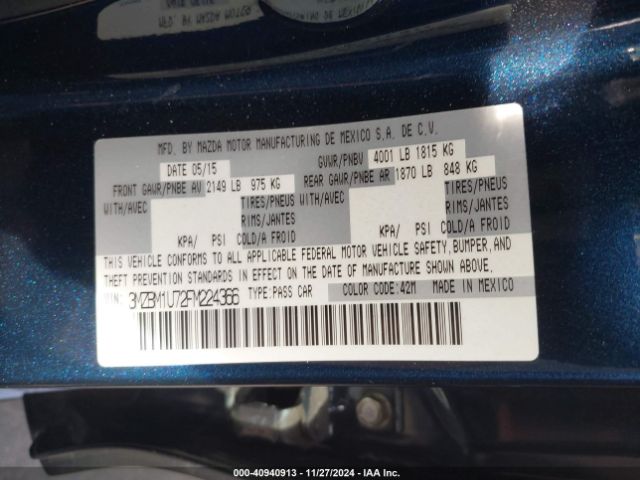 MFD. BY MAZDA MOTOR MANUFACTURING DE MEXICO S.A. DE C.V.
DATE 05/15 GVWR/PNBV 4001 LB 1815 KG
FRONT GAWR/PNBE AV 2149 LB 975 KG REAR GAWR/PNBE AR 1870 LB 848 KG
WITH/AVEC TIRES/PNEUS WITH/AVEC TIRES/PNEUS
RIMS/JANTES RIMS/JANTES
KPA/ PSI COLD/A FROID KPA/ PSI COLD/A FROID
THIS VEHICLE CONFORMS TO ALL APPLICABLE FEDERAL MOTOR VEHICLE SAFETY, BUMPER, AND
THEFT PREVENTION STANDARDS IN EFFECT ON THE DATE OF MANUFACTURE SHOWN ABOVE.
VIN: 3MZBM1U72FM224366 TYPE:PASS CAR COLOR CODE: 42M MADE IN MEXICO
000-40940913 - 11/27/2024 - IAA Inc.